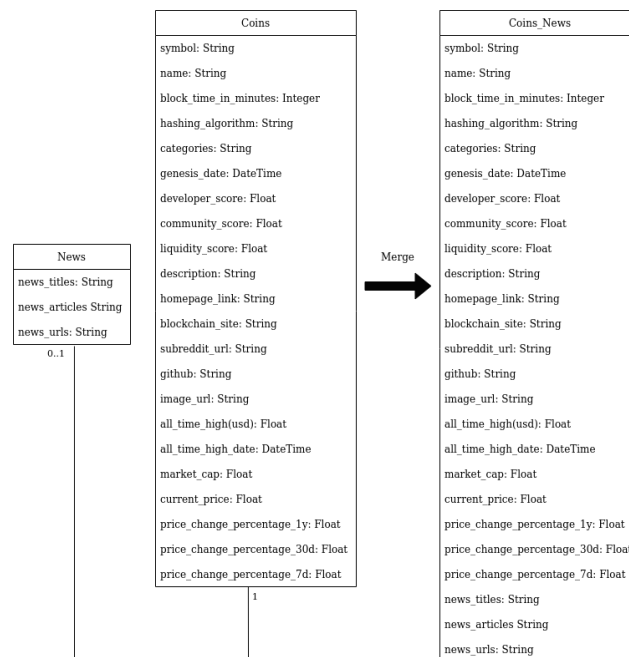 News
news_titles: String
news_articles String
news_urls: String
0..1
Coins
symbol: String
name: String
block_time_in_minutes: Integer
hashing_algorithm: String
categories: String
genesis_date: DateTime
developer_score: Float
community_score: Float
liquidity_score: Float
description: String
homepage_link: String
blockchain_site: String
subreddit_url: String
github: String
image_url: String
all_time_high(usd): Float
all_time_high_date: DateTime
market_cap: Float
current_price: Float
price_change_percentage_1y: Float
price_change_percentage_30d: Float
price_change_percentage_7d: Float
1
Merge
Coins_News
symbol: String
name: String
block_time_in_minutes: Integer
hashing_algorithm: String
categories: String
genesis_date: DateTime
developer_score: Float
community_score: Float
liquidity_score: Float
description: String
homepage_link: String
blockchain_site: String
subreddit_url: String
github: String
image_url: String
all_time_high(usd): Float
all_time_high_date: DateTime
market_cap: Float
current_price: Float
price_change_percentage_1y: Float
price_change_percentage_30d: Float
price_change_percentage_7d: Float
news_titles: String
news_articles String
news_urls: String